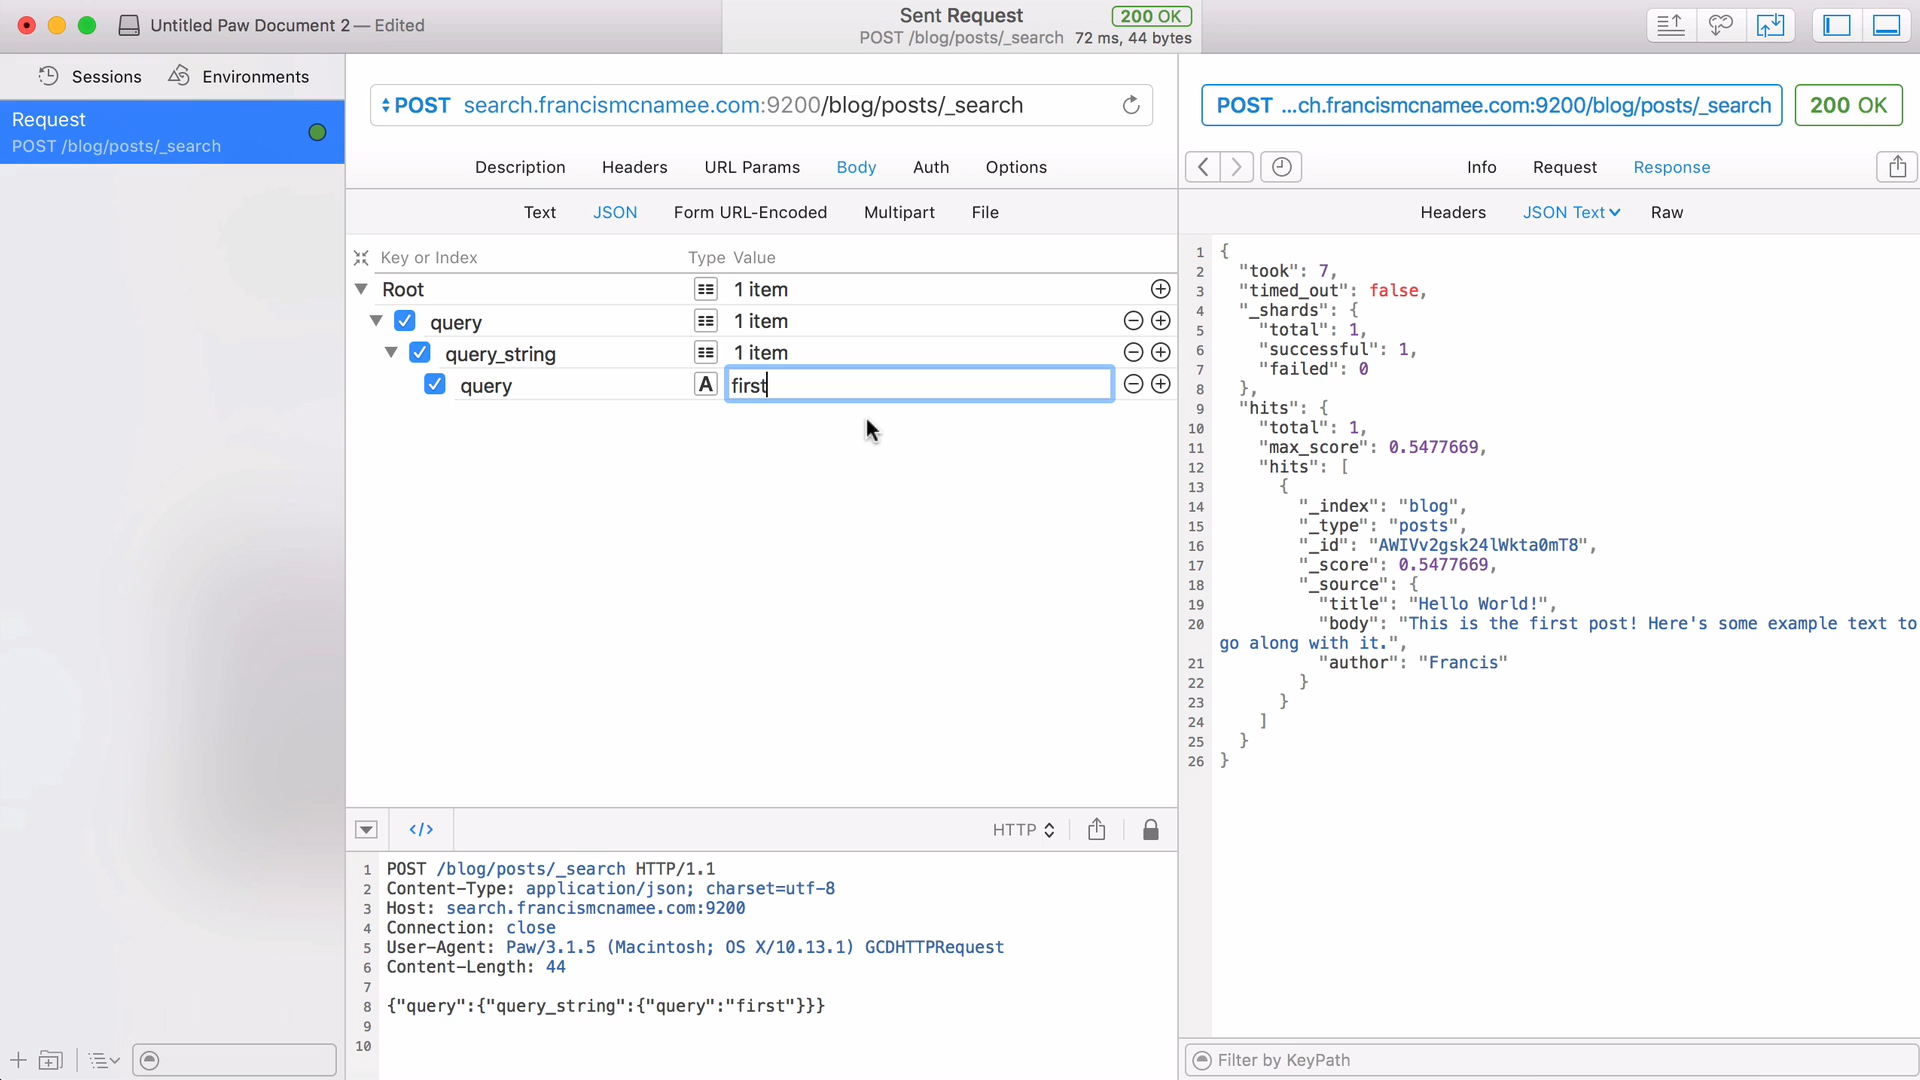 Untitled Paw Document 2 — Edited
Sent Request
200 OK
POST /blog/posts/_search 72 ms, 44 bytes
Sessions
Environments
Request
POST /blog/posts/_search
POST search.francismcnamee.com:9200/blog/posts/_search
Description Headers URL Params Body Auth Options
Text JSON Form URL-Encoded Multipart File
Key or Index Type Value
Root 1 item
query 1 item
query_string 1 item
query A first
HTTP
1 POST /blog/posts/_search HTTP/1.1
2 Content-Type: application/json; charset=utf-8
3 Host: search.francismcnamee.com:9200
4 Connection: close
5 User-Agent: Paw/3.1.5 (Macintosh; OS X/10.13.1) GCDHTTPRequest
6 Content-Length: 44
7
8 {"query":{"query_string":{"query":"first"}}}
9
10
POST ...ch.francismcnamee.com:9200/blog/posts/_search
200 OK
Info Request Response
Headers JSON Text Raw
1 {
2 "took": 7,
3 "timed_out": false,
4 "_shards": {
5 "total": 1,
6 "successful": 1,
7 "failed": 0
8 },
9 "hits": {
10 "total": 1,
11 "max_score": 0.5477669,
12 "hits": [
13 {
14 "_index": "blog",
15 "_type": "posts",
16 "_id": "AWIVv2gsk24lWkta0mT8",
17 "_score": 0.5477669,
18 "_source": {
19 "title": "Hello World!",
20 "body": "This is the first post! Here's some example text to
go along with it.",
21 "author": "Francis"
22 }
23 }
24 ]
25 }
26 }
Filter by KeyPath